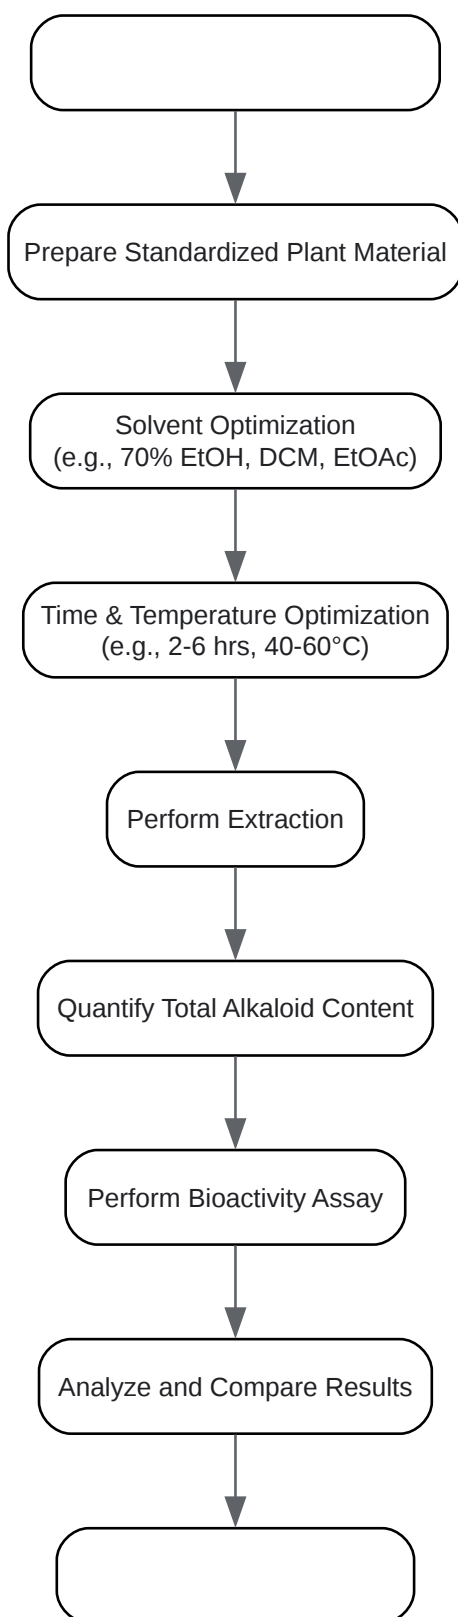 Prepare Standardized Plant Material
Solvent Optimization
(e.g., 70% EtOH, DCM, EtOAc)
Time & Temperature Optimization
(e.g., 2-6 hrs, 40-60°C)
Perform Extraction
Quantify Total Alkaloid Content
Perform Bioactivity Assay
Analyze and Compare Results